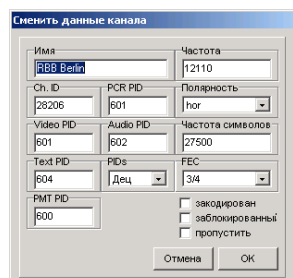 Сменить данные канала
Имя
Частота
RBB Berlin
12110
Ch. ID
PCR PID
Полярность
28206
601
hor
Video PID
Audio PID
Частота символов
601
602
27500
Text PID
PIDs
FEC
604
Дец
3/4
PMT PID
600
закодирован
заблокированный
пропустить
Отмена
OK